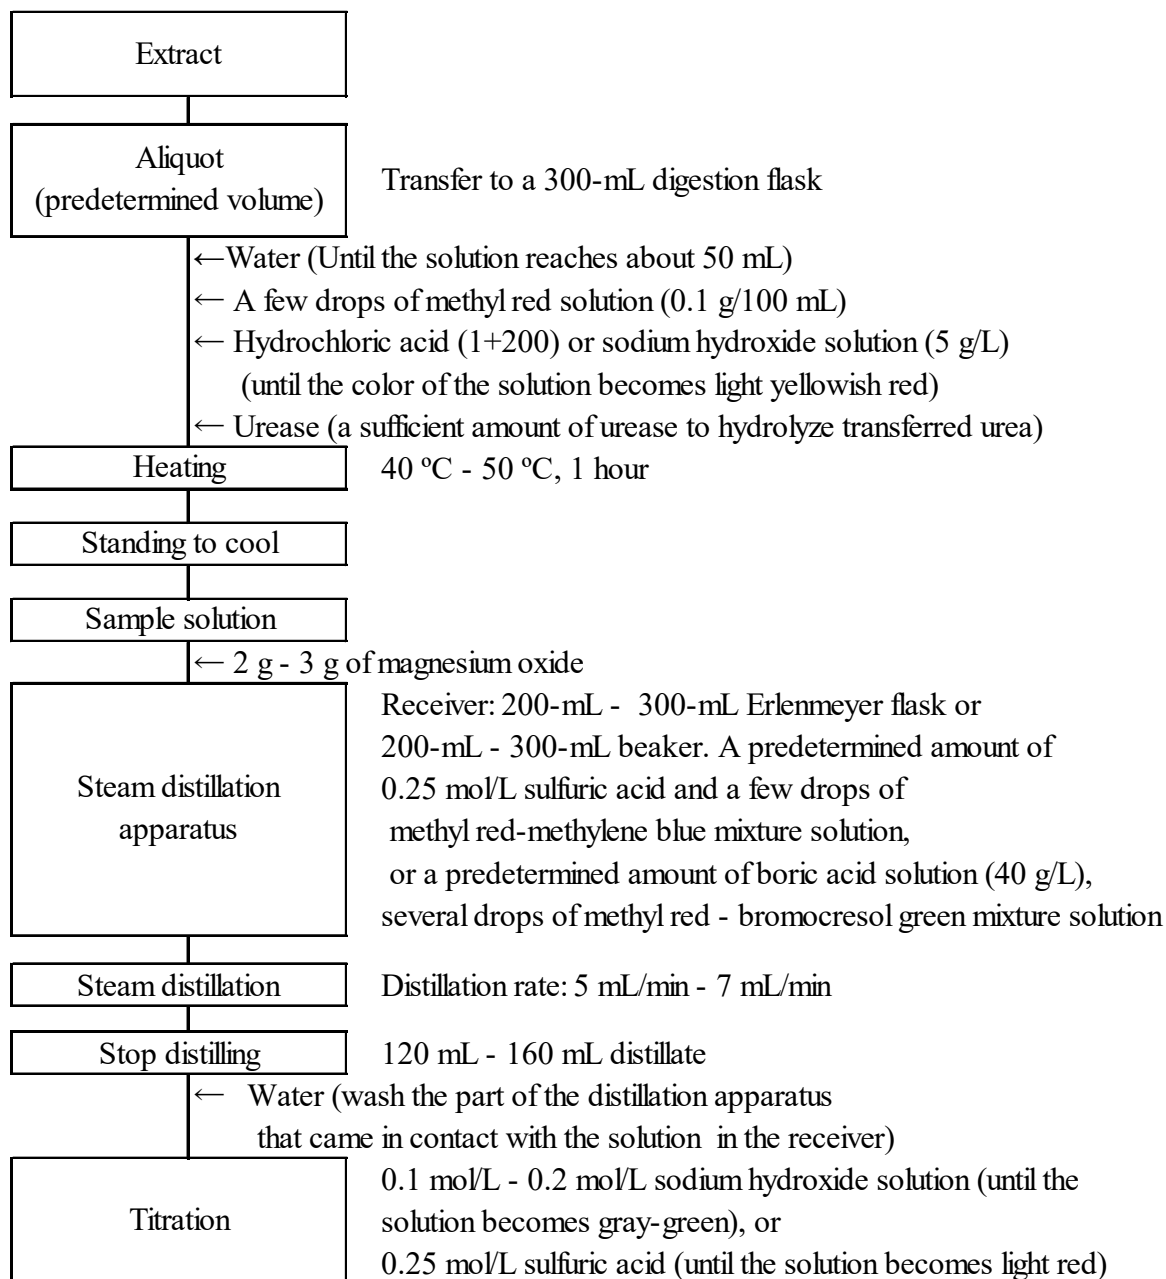 Extract
Aliquot
(predetermined volume)
Transfer to a 300-mL digestion flask
←Water (Until the solution reaches about 50 mL)
← A few drops of methyl red solution (0.1 g/100 mL)
← Hydrochloric acid (1+200) or sodium hydroxide solution (5 g/L)
(until the color of the solution becomes light yellowish red)
← Urease (a sufficient amount of urease to hydrolyze transferred urea)
Heating
40 ºC - 50 ºC, 1 hour
Standing to cool
Sample solution
← 2 g - 3 g of magnesium oxide
Steam distillation
apparatus
Receiver: 200-mL - 300-mL Erlenmeyer flask or
200-mL - 300-mL beaker. A predetermined amount of
0.25 mol/L sulfuric acid and a few drops of
methyl red-methylene blue mixture solution,
or a predetermined amount of boric acid solution (40 g/L),
several drops of methyl red - bromocresol green mixture solution
Steam distillation
Distillation rate: 5 mL/min - 7 mL/min
Stop distilling
120 mL - 160 mL distillate
← Water (wash the part of the distillation apparatus
that came in contact with the solution in the receiver)
Titration
0.1 mol/L - 0.2 mol/L sodium hydroxide solution (until the
solution becomes gray-green), or
0.25 mol/L sulfuric acid (until the solution becomes light red)